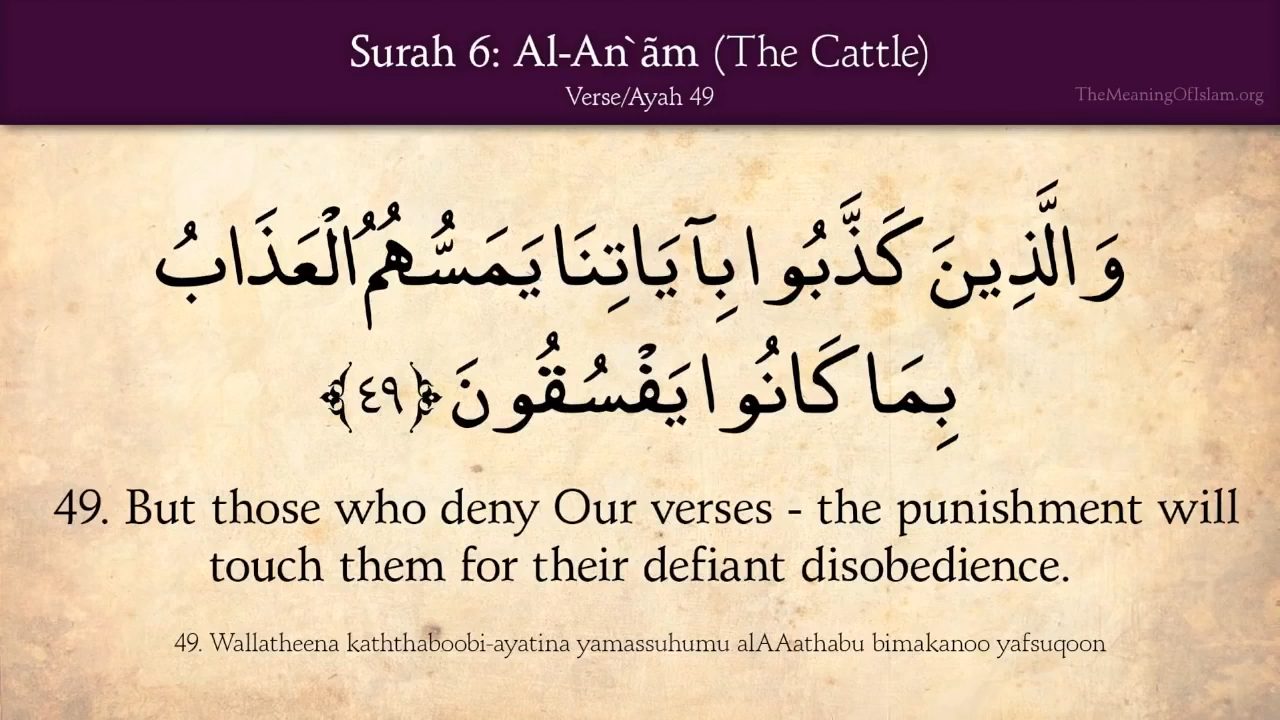 Surah 6: Al-An`ãm (The Cattle)
Verse/Ayah 49
TheMeaningOfIslam.org
وَالَّذِينَ كَذَّبُوا بِآيَاتِنَا يَمَسُّهُمُ الْعَذَابُ
بِمَا كَانُوا يَفْسُقُونَ ﴿٤٩﴾
49. But those who deny Our verses - the punishment will
touch them for their defiant disobedience.
49. Wallatheena kaththaboobi-ayatina yamassuhumu alAAathabu bimakanoo yafsuqoon